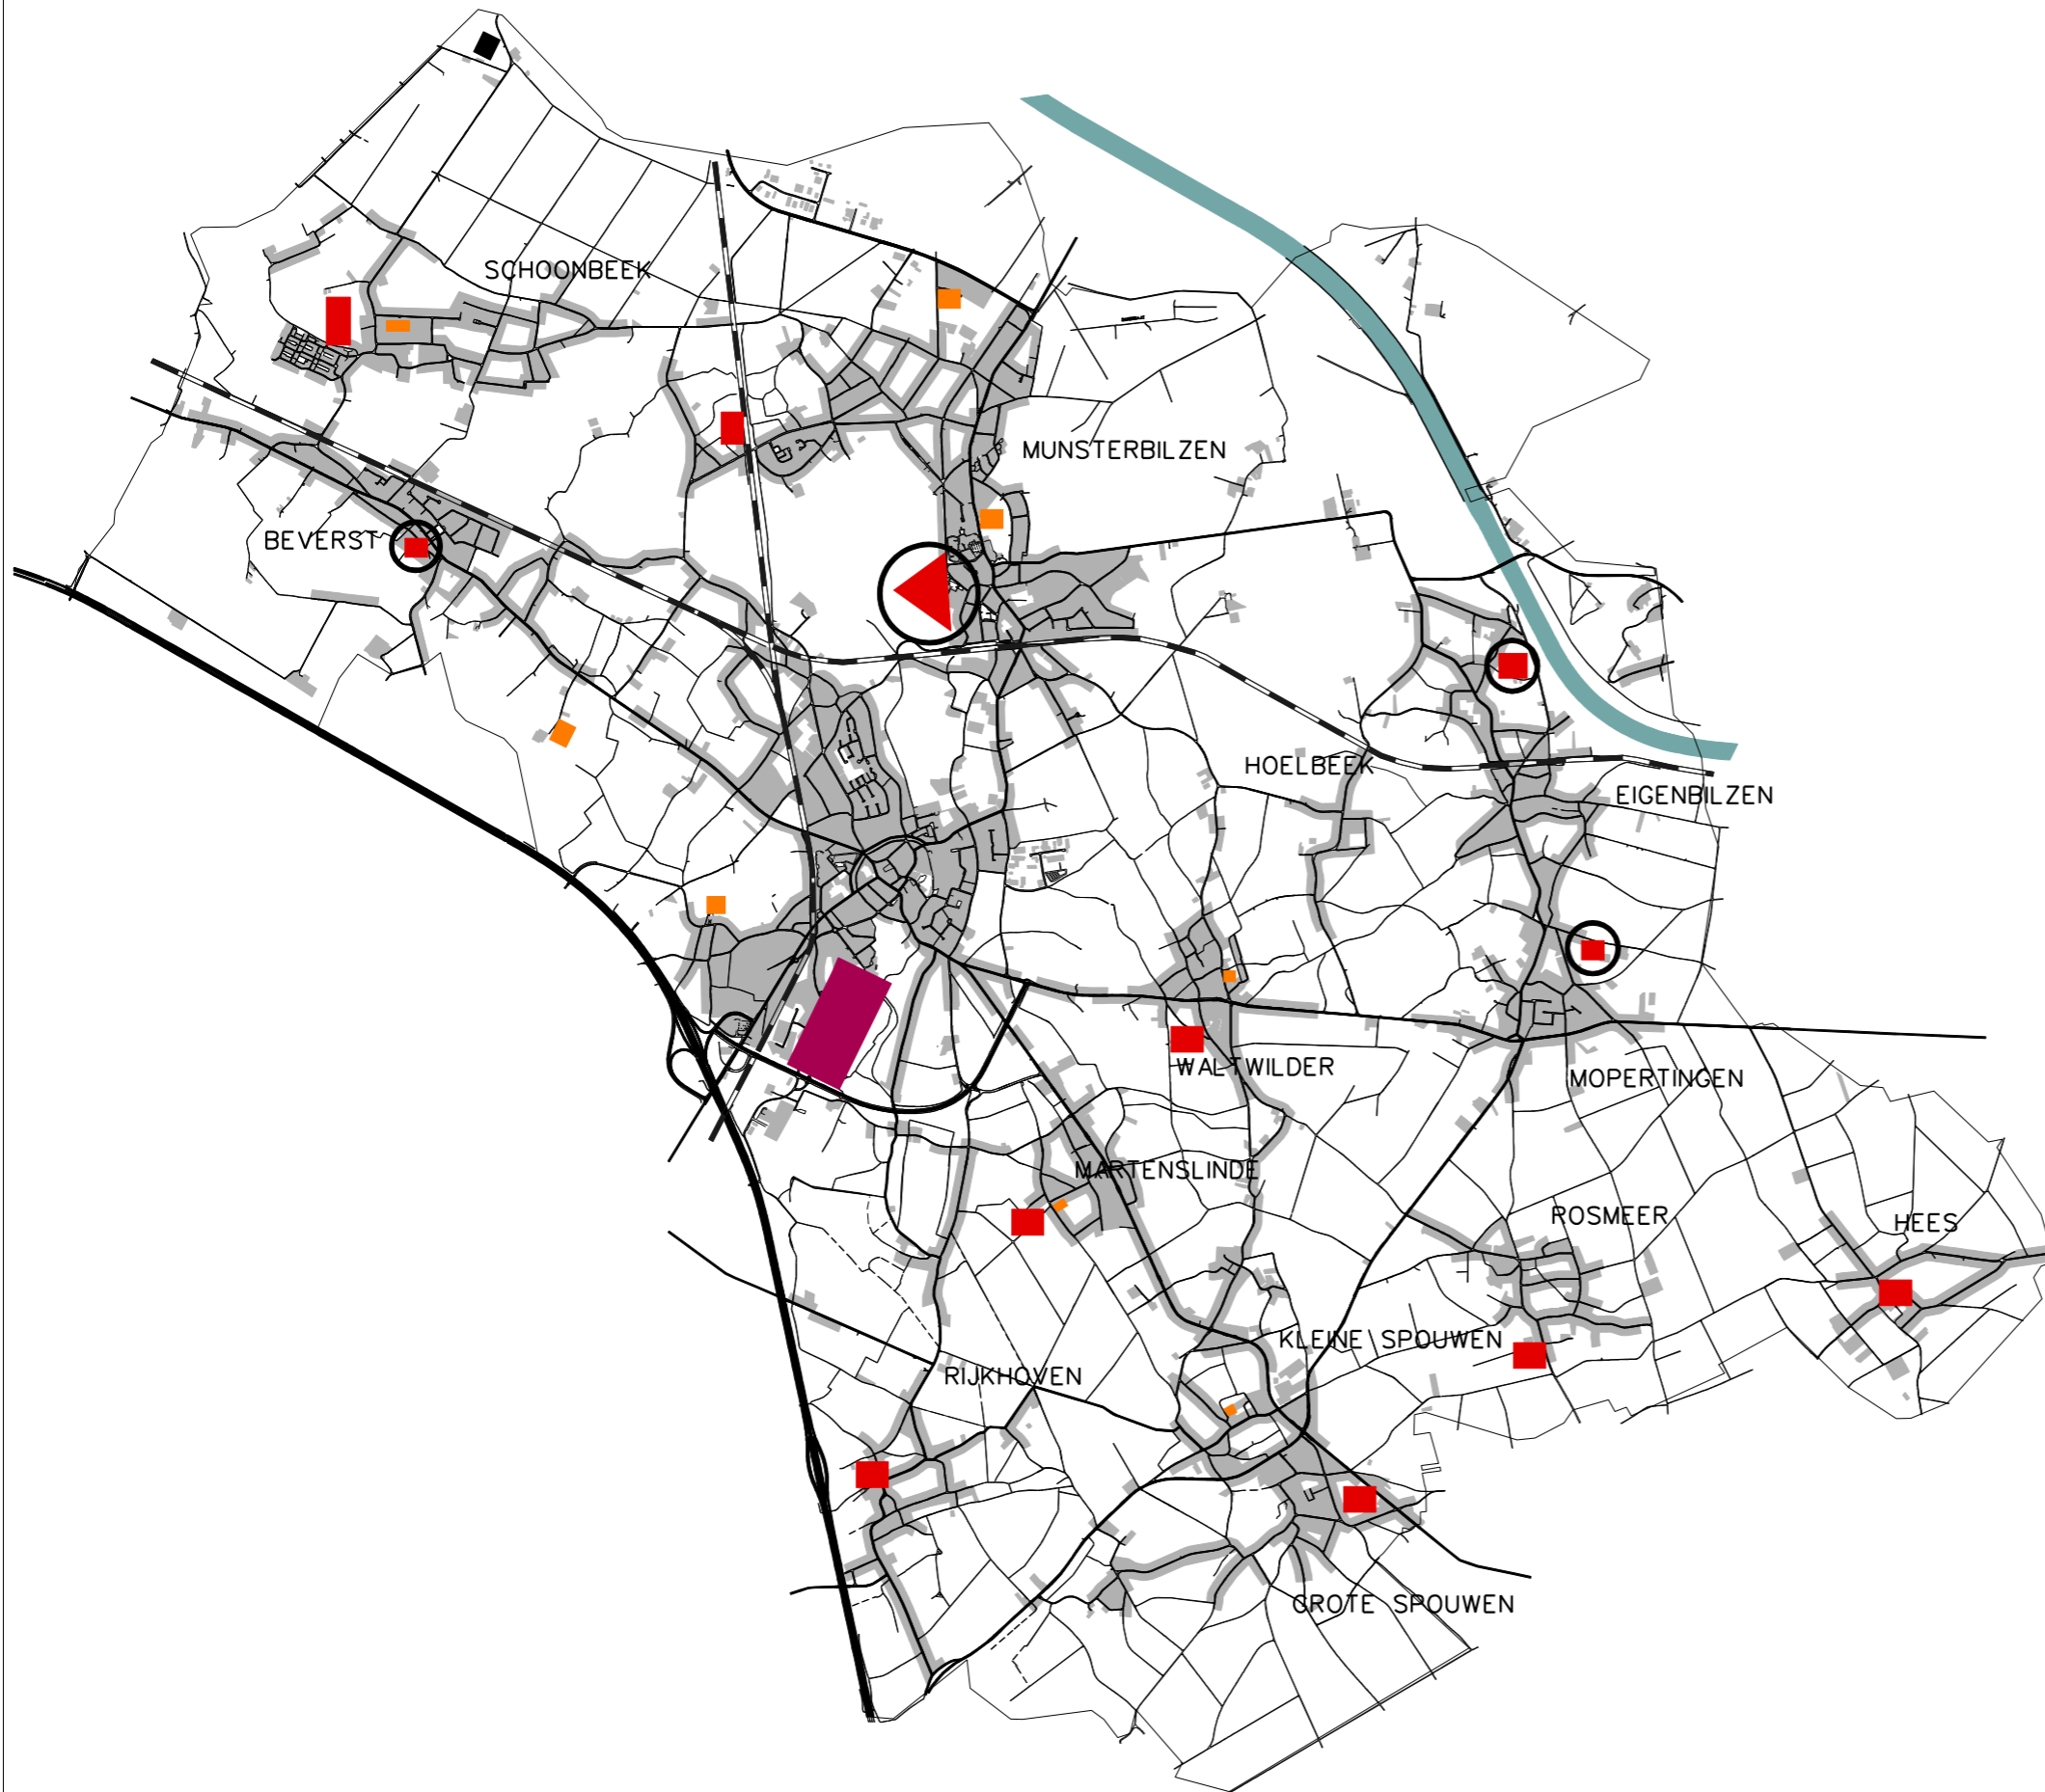 SCHOONBEEK
MUNSTERBILZEN
BEVERST
HOELBEEK
EIGENBILZEN
WALTWILDER
MOPERTINGEN
MARTENSLINDE
ROSMEER
HEES
KLEINE SPOUWEN
RIJKHOVEN
GROTE SPOUWEN